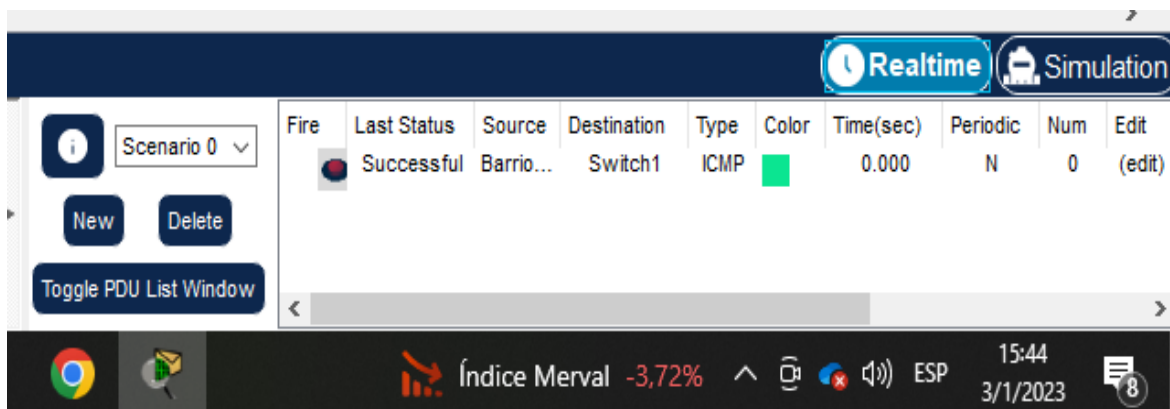 Realtime Simulation
Scenario 0
Fire Last Status Source Destination Type Color Time(sec) Periodic Num Edit
Successful Barrio... Switch1 ICMP 0.000 N 0 (edit)
New Delete
Toggle PDU List Window
Índice Merval -3,72% ESP 15:44
3/1/2023 8